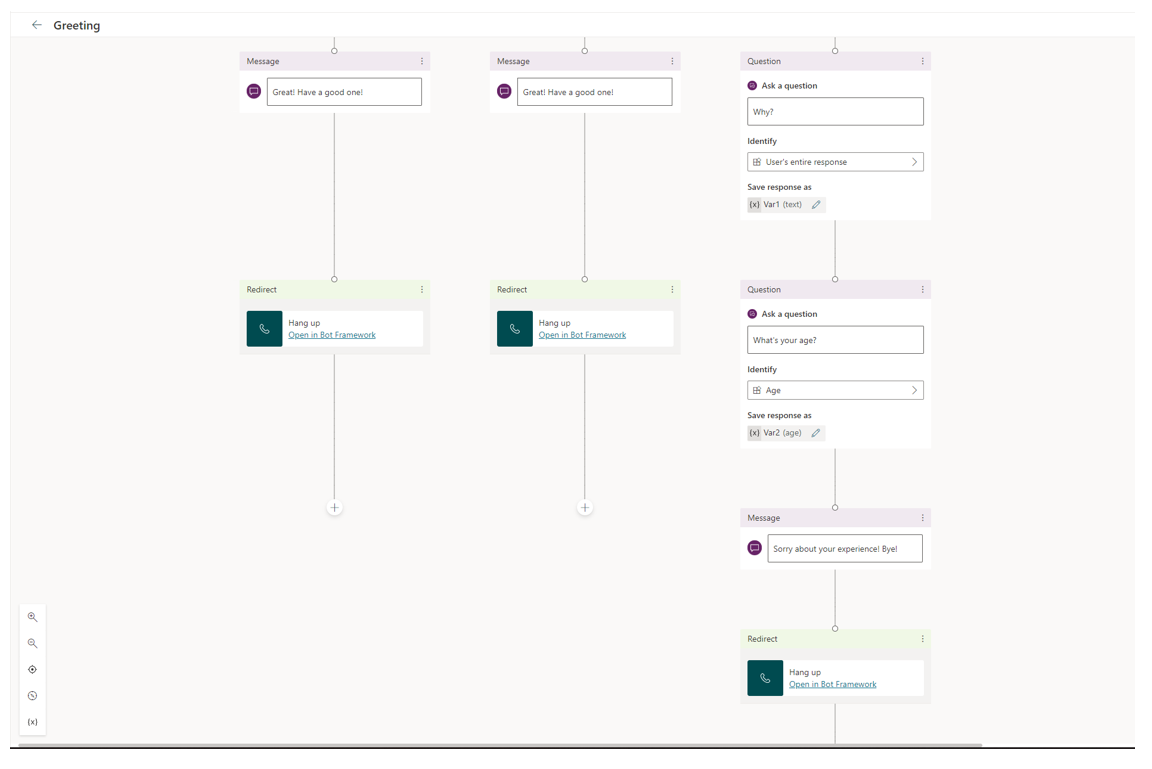 Greeting
Message
Great! Have a good one!
Redirect
Hang up
Open in Bot Framework
Message
Great! Have a good one!
Redirect
Hang up
Open in Bot Framework
Question
Ask a question
Why?
Identify
User's entire response
Save response as
{x} Var1 (text)
Question
Ask a question
What's your age?
Identify
Age
Save response as
{x} Var2 (age)
Message
Sorry about your experience! Bye!
Redirect
Hang up
Open in Bot Framework
{x}